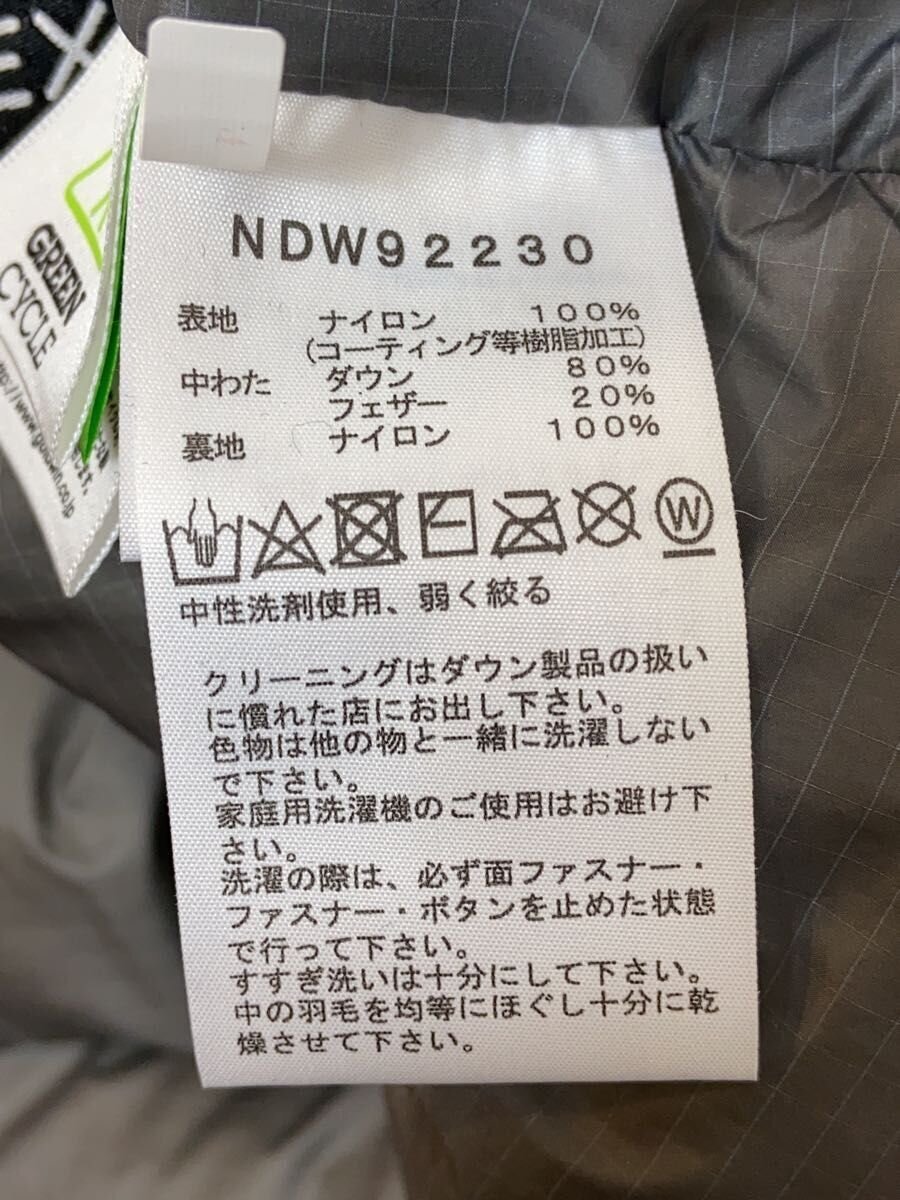 GREEN
CYCLE
NDW92230
表地 ナイロン 100%
(コーティング等樹脂加工)
中わた ダウン 80%
フェザー 20%
裏地 ナイロン 100%
W
中性洗剤使用、弱く絞る
クリーニングはダウン製品の扱い
に慣れた店にお出し下さい。
色物は他の物と一緒に洗濯しない
で下さい。
家庭用洗濯機のご使用はお避け下
さい。
洗濯の際は、必ず面ファスナー・
ファスナー・ボタンを止めた状態
で行って下さい。
すすぎ洗いは十分にして下さい。
中の羽毛を均等にほぐし十分に乾
燥させて下さい。